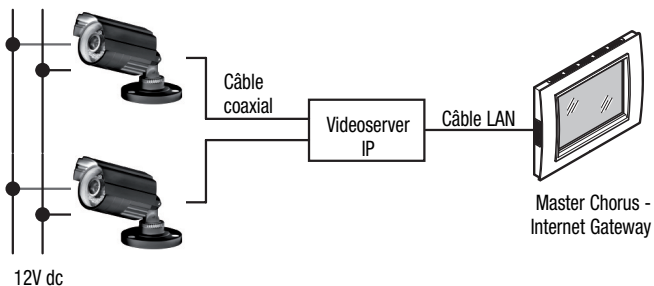 Câble
coaxial
Videoserver
IP
Câble LAN
Master Chorus -
Internet Gateway
12V dc